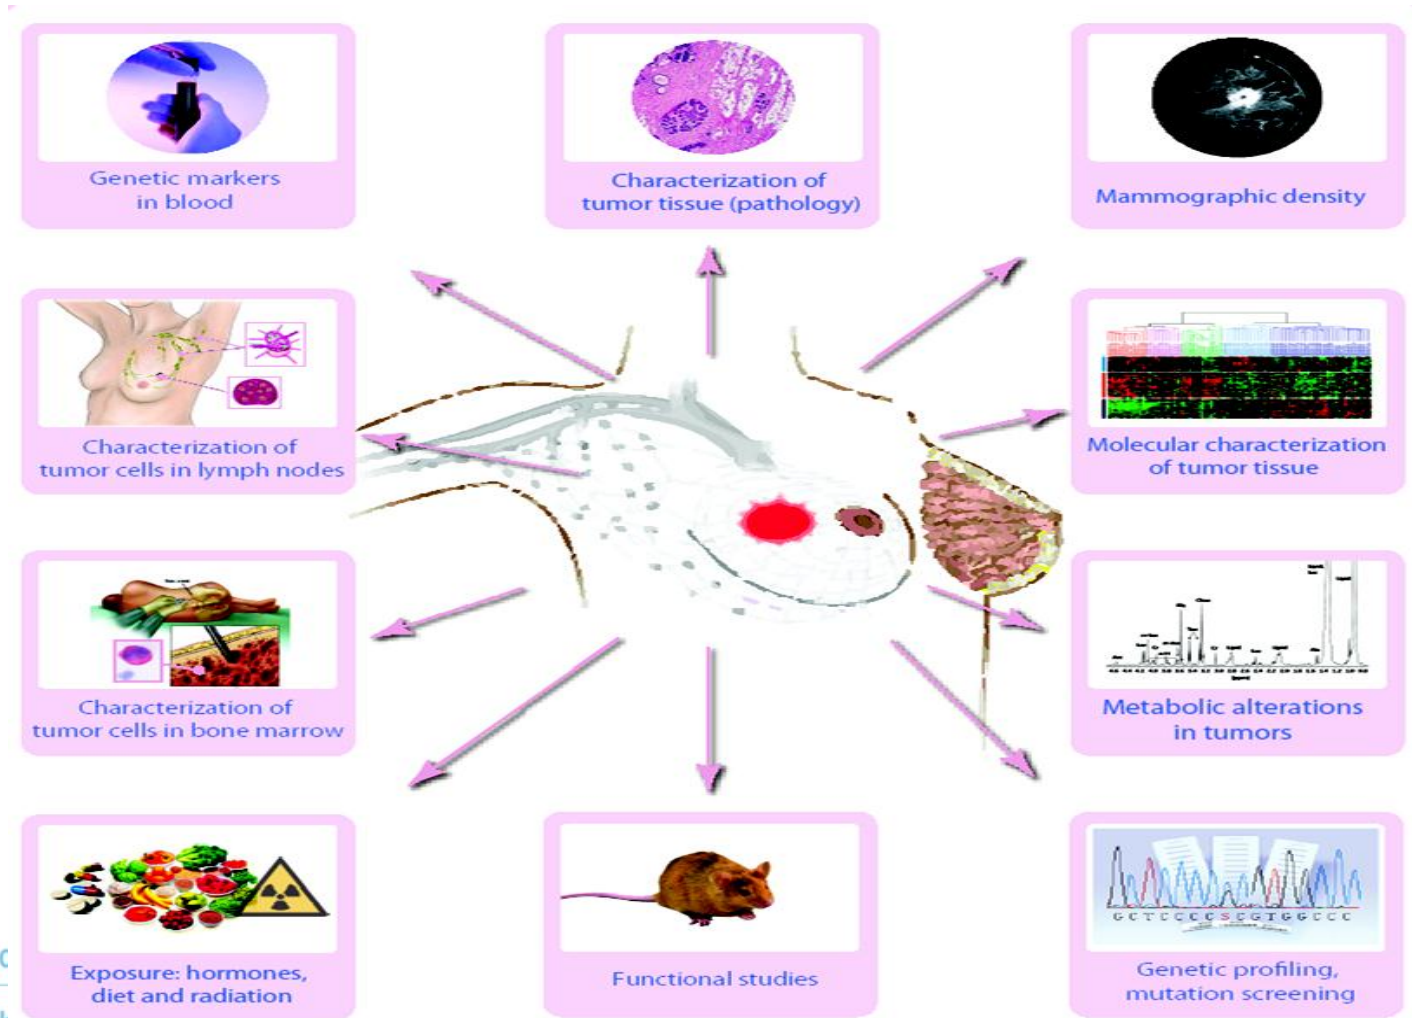 Genetic markers
in blood
Characterization of
tumor tissue (pathology)
Mammographic density
Characterization of
tumor cells in lymph nodes
Molecular characterization
of tumor tissue
Characterization of
tumor cells in bone marrow
Metabolic alterations
in tumors
Exposure: hormones,
diet and radiation
Functional studies
G C T C C C C S C G T G G C C C
Genetic profiling,
mutation screening